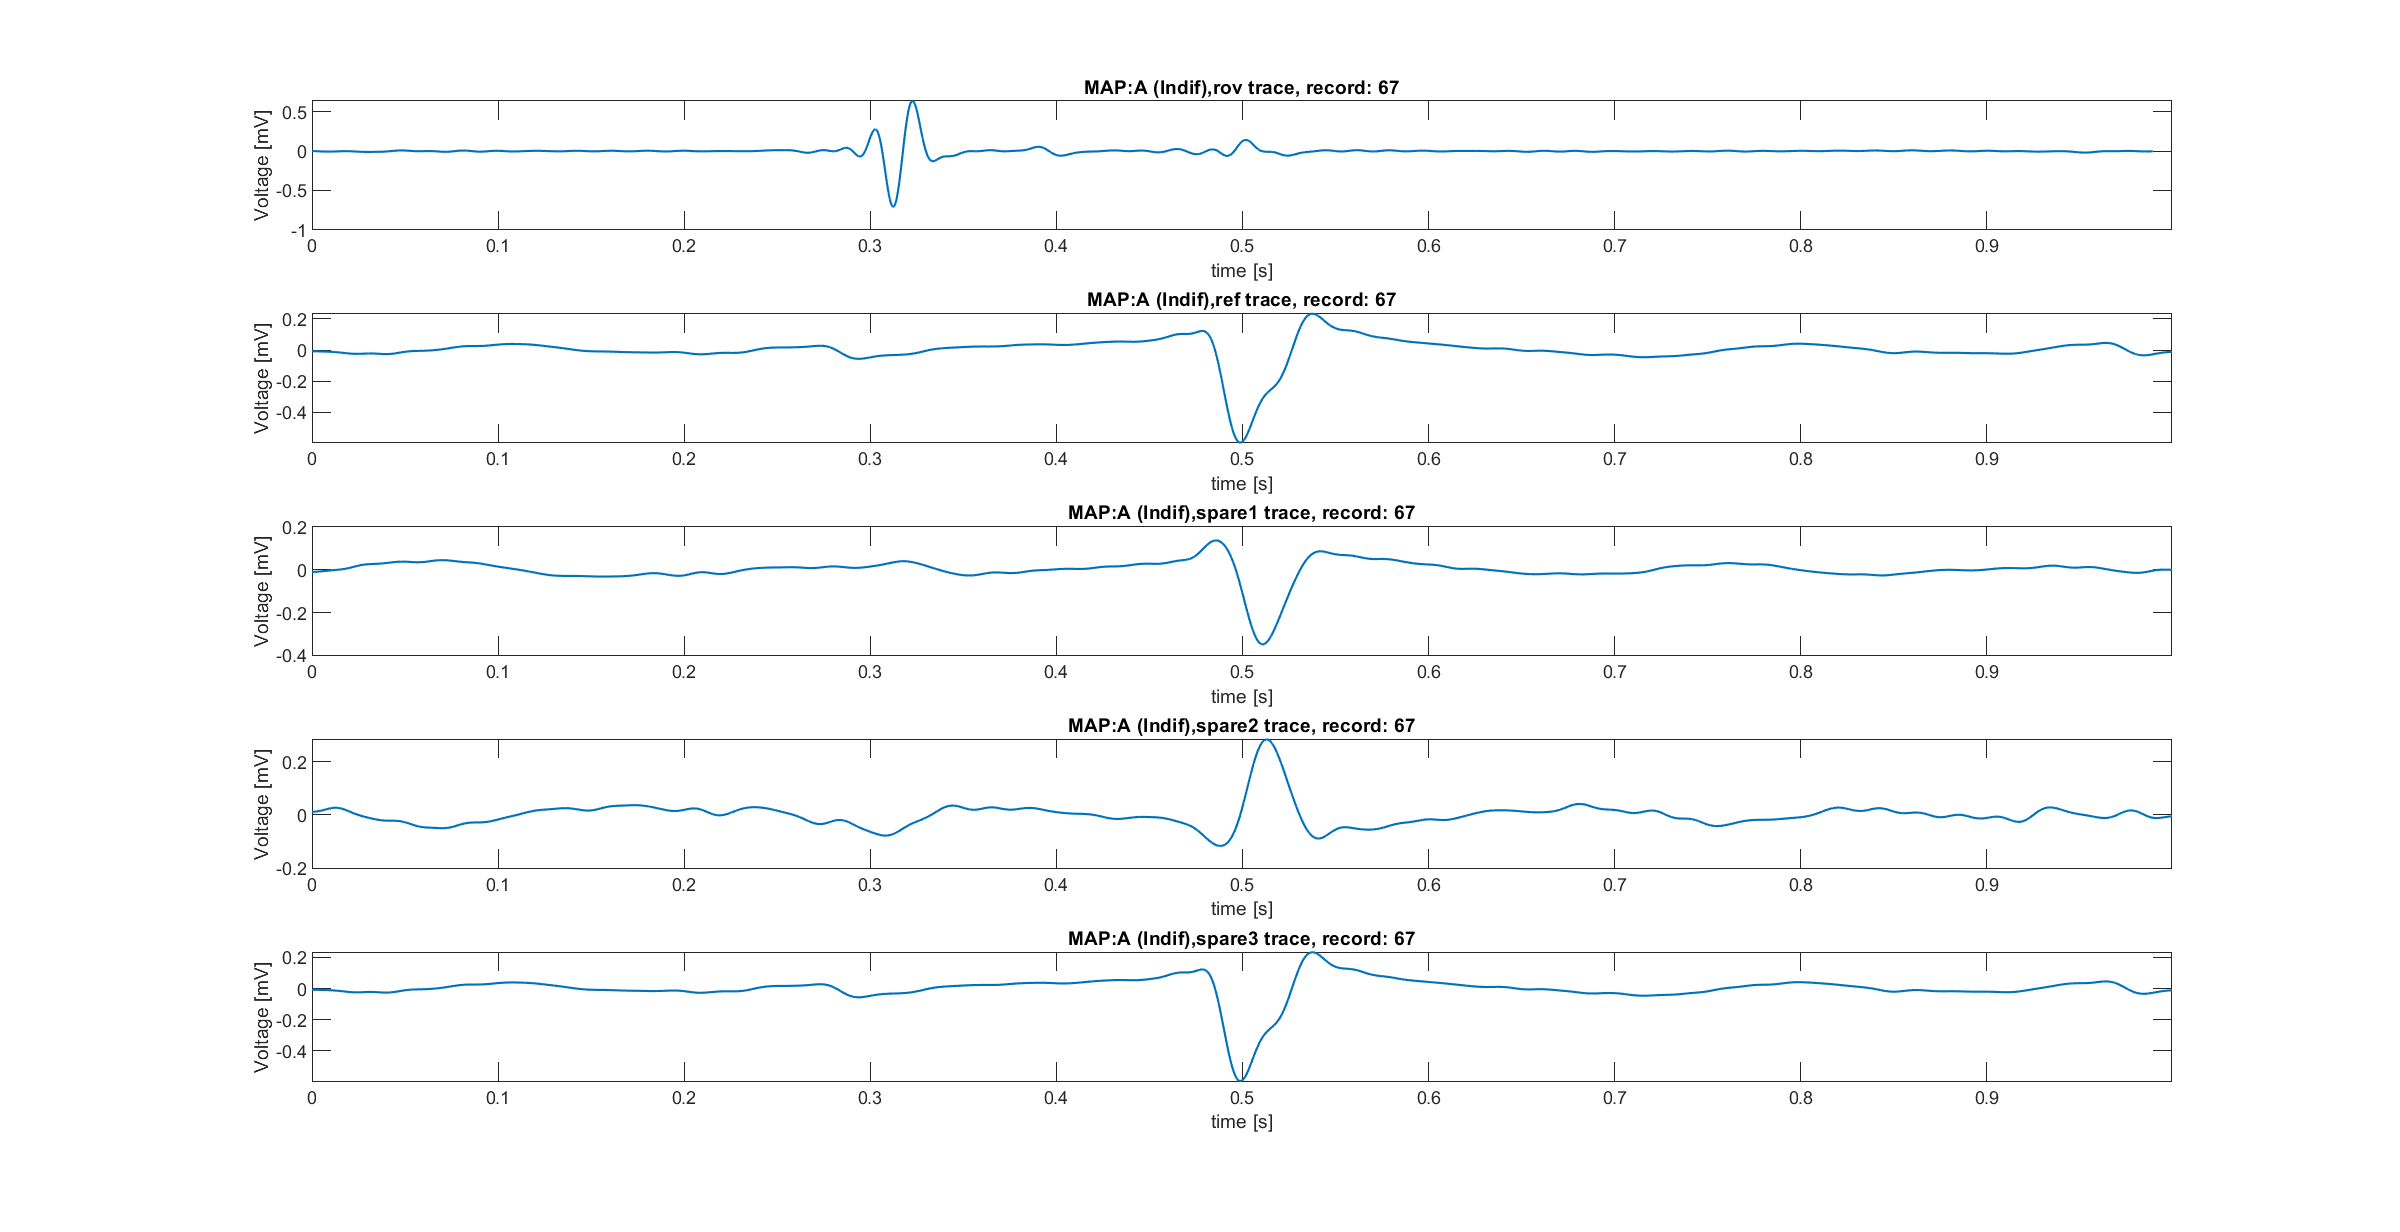 MAP:A (Indif),rov trace, record: 67
Voltage [mV]
0.5
0
-0.5
-1
0 0.1 0.2 0.3 0.4 0.5 0.6 0.7 0.8 0.9
time [s]
MAP:A (Indif),ref trace, record: 67
Voltage [mV]
0.2
0
-0.2
-0.4
0 0.1 0.2 0.3 0.4 0.5 0.6 0.7 0.8 0.9
time [s]
MAP:A (Indif),spare1 trace, record: 67
Voltage [mV]
0.2
0
-0.2
-0.4
0 0.1 0.2 0.3 0.4 0.5 0.6 0.7 0.8 0.9
time [s]
MAP:A (Indif),spare2 trace, record: 67
Voltage [mV]
0.2
0
-0.2
0 0.1 0.2 0.3 0.4 0.5 0.6 0.7 0.8 0.9
time [s]
MAP:A (Indif),spare3 trace, record: 67
Voltage [mV]
0.2
0
-0.2
-0.4
0 0.1 0.2 0.3 0.4 0.5 0.6 0.7 0.8 0.9
time [s]